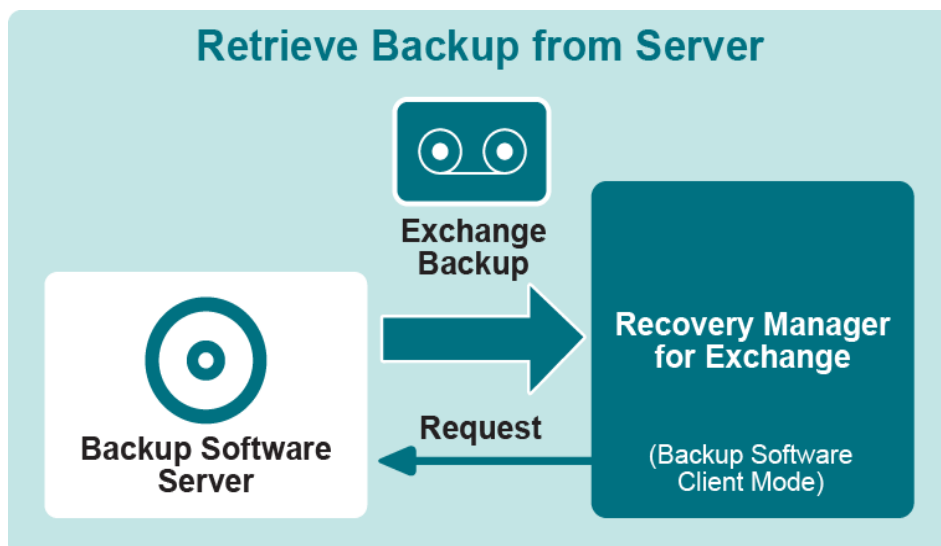 Retrieve Backup from Server
Exchange
Backup
Recovery Manager
for Exchange
Request
Backup Software
Server
(Backup Software
Client Mode)